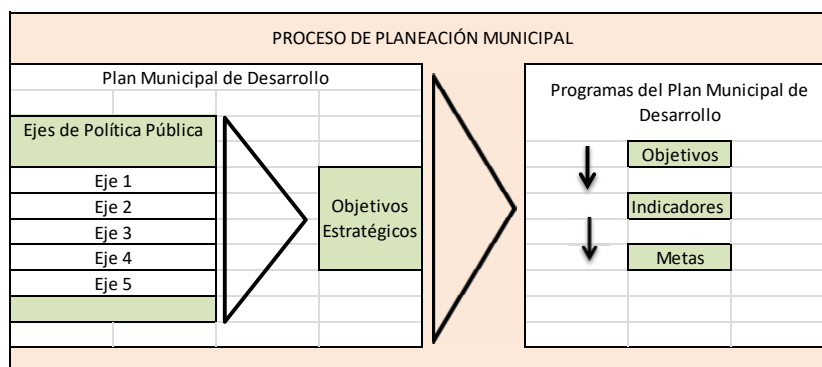 PROCESO DE PLANEACIÓN MUNICIPAL
Plan Municipal de Desarrollo
Ejes de Política Pública
Eje 1
Eje 2
Eje 3
Eje 4
Eje 5
Objetivos
Estratégicos
Programas del Plan Municipal de
Desarrollo
Objetivos
Indicadores
Metas